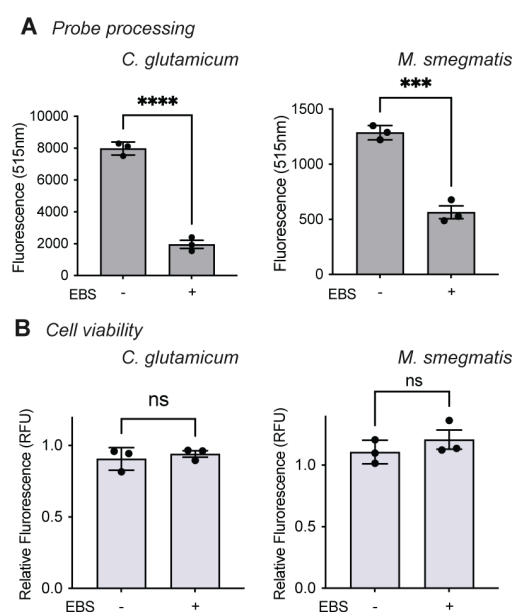 A Probe processing
C. glutamicum
M. smegmatis
****
***
Fluorescence (515nm)
10000
8000
6000
4000
2000
0
EBS - +
Fluorescence (515nm)
1500
1000
500
0
EBS - +
B Cell viability
C. glutamicum
M. smegmatis
ns
ns
Relative Flurorescence (RFU)
1.0
0.5
0.0
EBS - +
Relative Flurorescence (RFU)
1.0
0.5
0.0
EBS - +